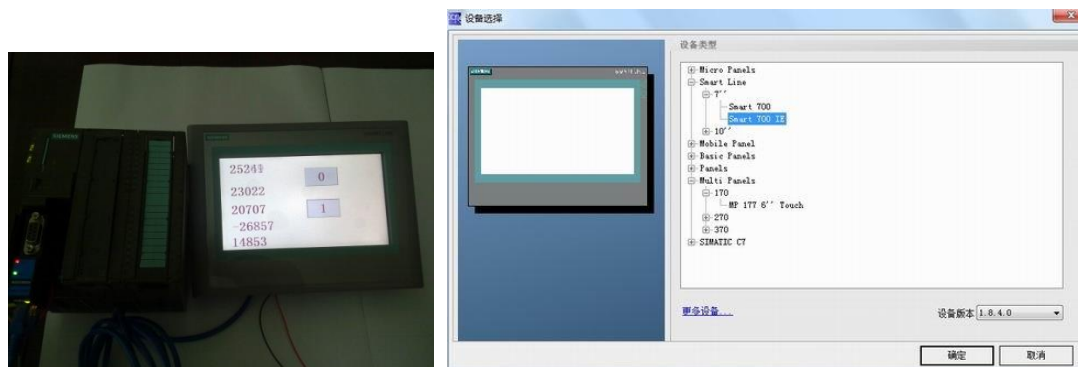 SIEMENS
23022
0
20707
1
-26857
14853
设备选择
设备类型
Micro Panels
Smart Line
7''
Smart 700
Smart 700 IE
10''
Mobile Panel
Basic Panels
Panels
Multi Panels
170
MP 177 6'' Touch
270
370
SIMATIC C7
更多设备...
设备版本 1.8.4.0
确定
取消